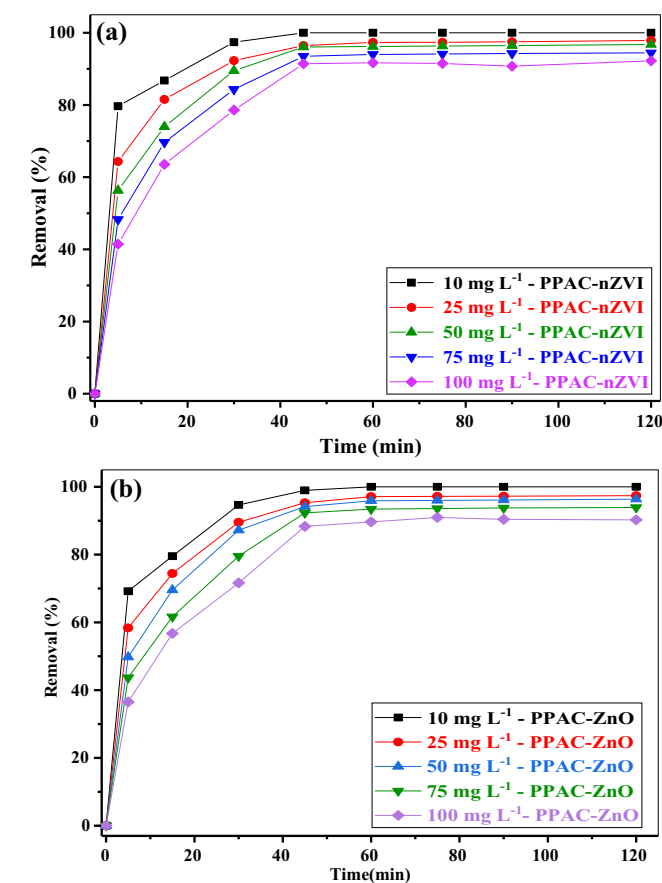 (a)
100
80
60
40
20
0
Removal (%)
10 mg L⁻¹ - PPAC-nZVI
25 mg L⁻¹ - PPAC-nZVI
50 mg L⁻¹ - PPAC-nZVI
75 mg L⁻¹ - PPAC-nZVI
100 mg L⁻¹- PPAC-nZVI
0 20 40 60 80 100 120
Time (min)
(b)
100
80
60
40
20
0
Removal (%)
10 mg L⁻¹ - PPAC-ZnO
25 mg L⁻¹ - PPAC-ZnO
50 mg L⁻¹ - PPAC-ZnO
75 mg L⁻¹ - PPAC-ZnO
100 mg L⁻¹- PPAC-ZnO
0 20 40 60 80 100 120
Time(min)